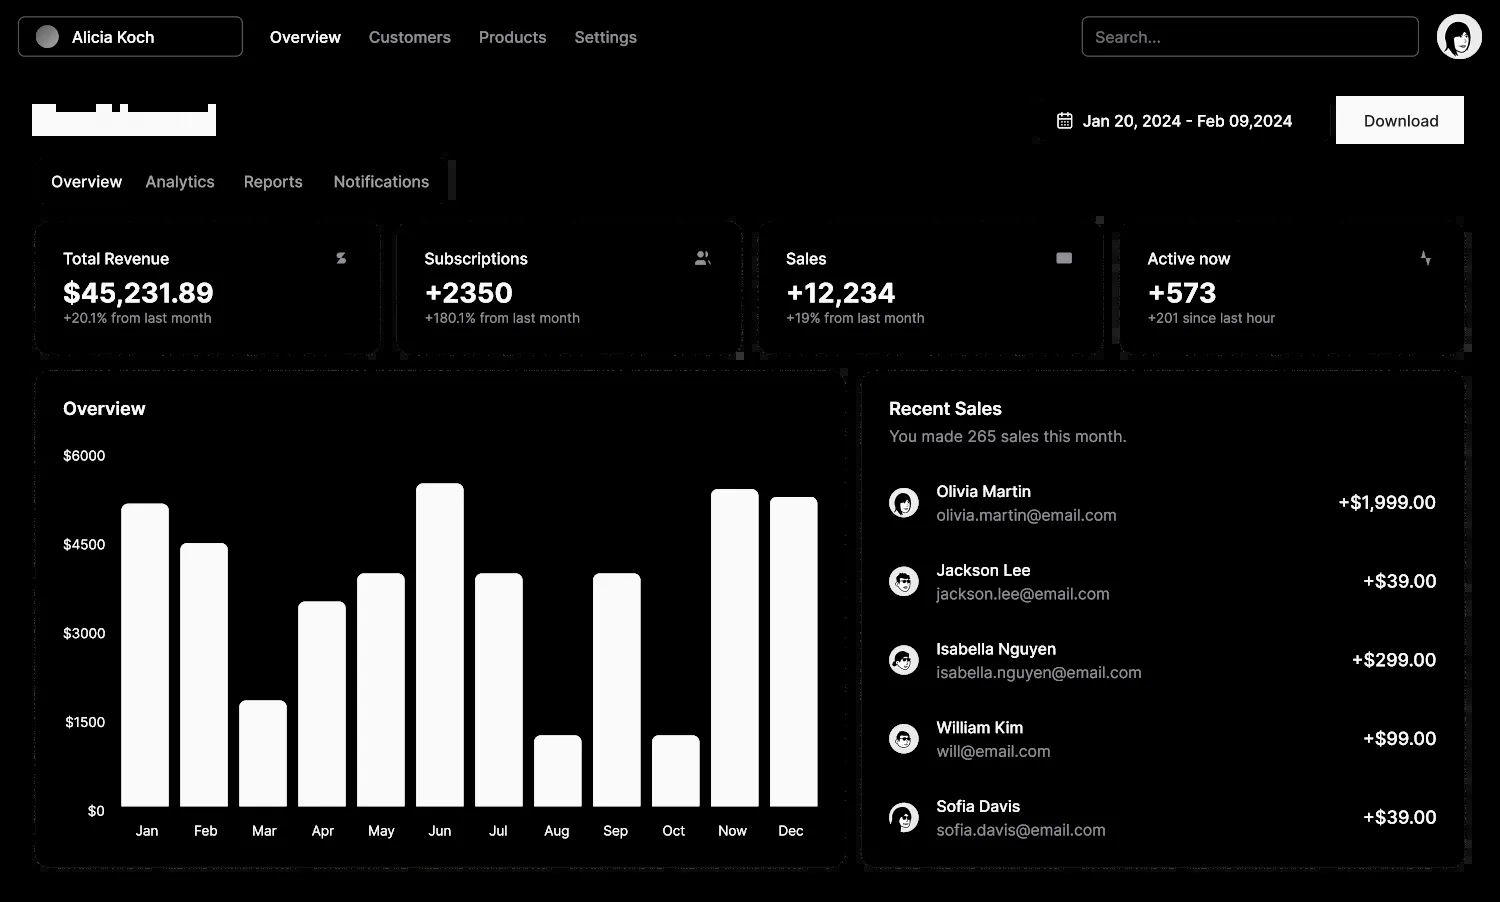 Alicia Koch
Overview Customers Products Settings
Search...
Jan 20, 2024 - Feb 09,2024
Download
Overview Analytics Reports Notifications
Total Revenue
$45,231.89
+20.1% from last month
Subscriptions
+2350
+180.1% from last month
Sales
+12,234
+19% from last month
Active now
+573
+201 since last hour
Overview
$6000
$4500
$3000
$1500
$0
Jan Feb Mar Apr May Jun Jul Aug Sep Oct Now Dec
Recent Sales
You made 265 sales this month.
Olivia Martin
olivia.martin@email.com
+$1,999.00
Jackson Lee
jackson.lee@email.com
+$39.00
Isabella Nguyen
isabella.nguyen@email.com
+$299.00
William Kim
will@email.com
+$99.00
Sofia Davis
sofia.davis@email.com
+$39.00